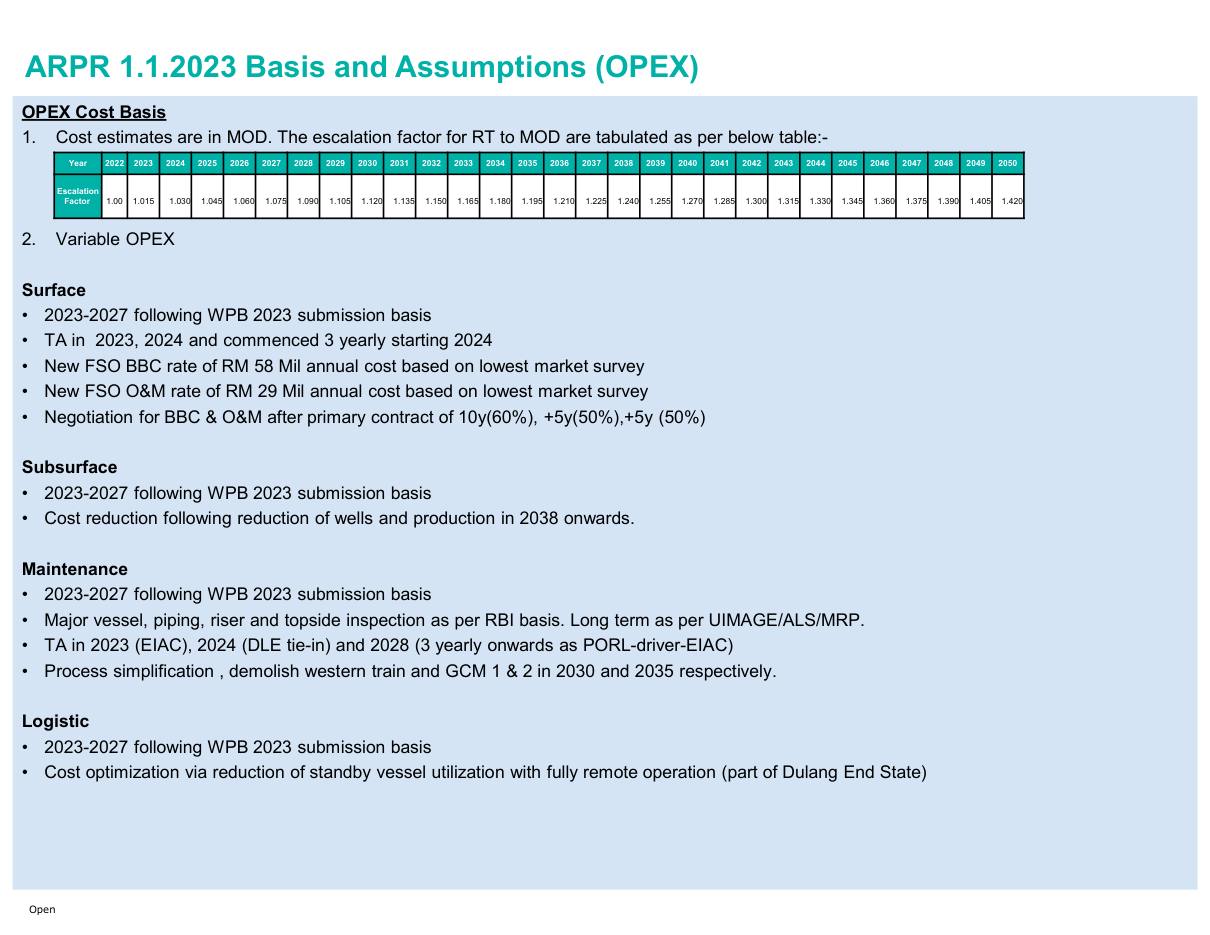 ARPR 1.1.2023 Basis and Assumptions (OPEX)
OPEX Cost Basis
1. Cost estimates are in MOD. The escalation factor for RT to MOD are tabulated as per below table:-
Year 2022 2023 2024 2025 2026 2027 2028 2029 2030 2031 2032 2033 2034 2035 2036 2037 2038 2039 2040 2041 2042 2043 2044 2045 2046 2047 2048 2049 2050
Escalation
Factor 1.00 1.015 1.030 1.045 1.060 1.075 1.090 1.105 1.120 1.135 1.150 1.165 1.180 1.195 1.210 1.225 1.240 1.255 1.270 1.285 1.300 1.315 1.330 1.345 1.360 1.375 1.390 1.405 1.420
2. Variable OPEX
Surface
• 2023-2027 following WPB 2023 submission basis
• TA in 2023, 2024 and commenced 3 yearly starting 2024
• New FSO BBC rate of RM 58 Mil annual cost based on lowest market survey
• New FSO O&M rate of RM 29 Mil annual cost based on lowest market survey
• Negotiation for BBC & O&M after primary contract of 10y(60%), +5y(50%),+5y (50%)
Subsurface
• 2023-2027 following WPB 2023 submission basis
• Cost reduction following reduction of wells and production in 2038 onwards.
Maintenance
• 2023-2027 following WPB 2023 submission basis
• Major vessel, piping, riser and topside inspection as per RBI basis. Long term as per UIMAGE/ALS/MRP.
• TA in 2023 (EIAC), 2024 (DLE tie-in) and 2028 (3 yearly onwards as PORL-driver-EIAC)
• Process simplification , demolish western train and GCM 1 & 2 in 2030 and 2035 respectively.
Logistic
• 2023-2027 following WPB 2023 submission basis
• Cost optimization via reduction of standby vessel utilization with fully remote operation (part of Dulang End State)
Open